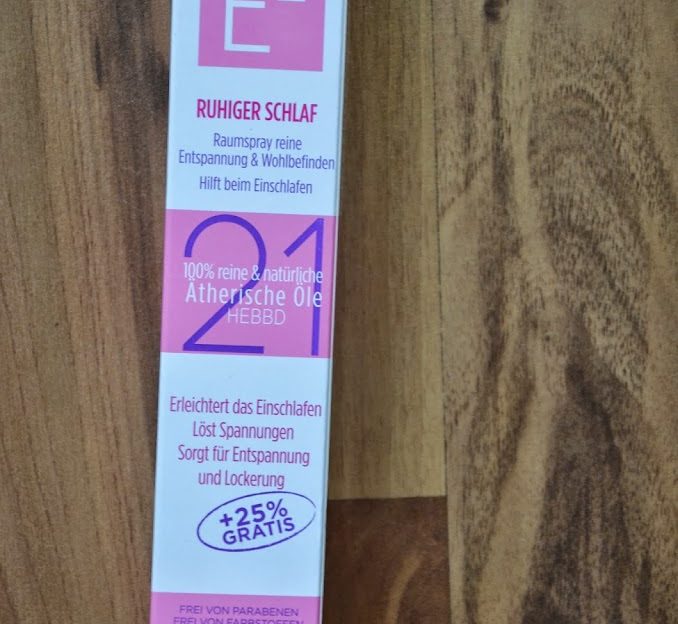 E
RUHIGER SCHLAF
Raumspray reine
Entspannung & Wohlbefinden
Hilft beim Einschlafen
21
100% reine & natürliche
Ätherische Öle
HEBBD
Erleichtert das Einschlafen
Löst Spannungen
Sorgt für Entspannung
und Lockerung
+25%
GRATIS
FREI VON PARABENEN
FREI VON FARBSTOFFEN